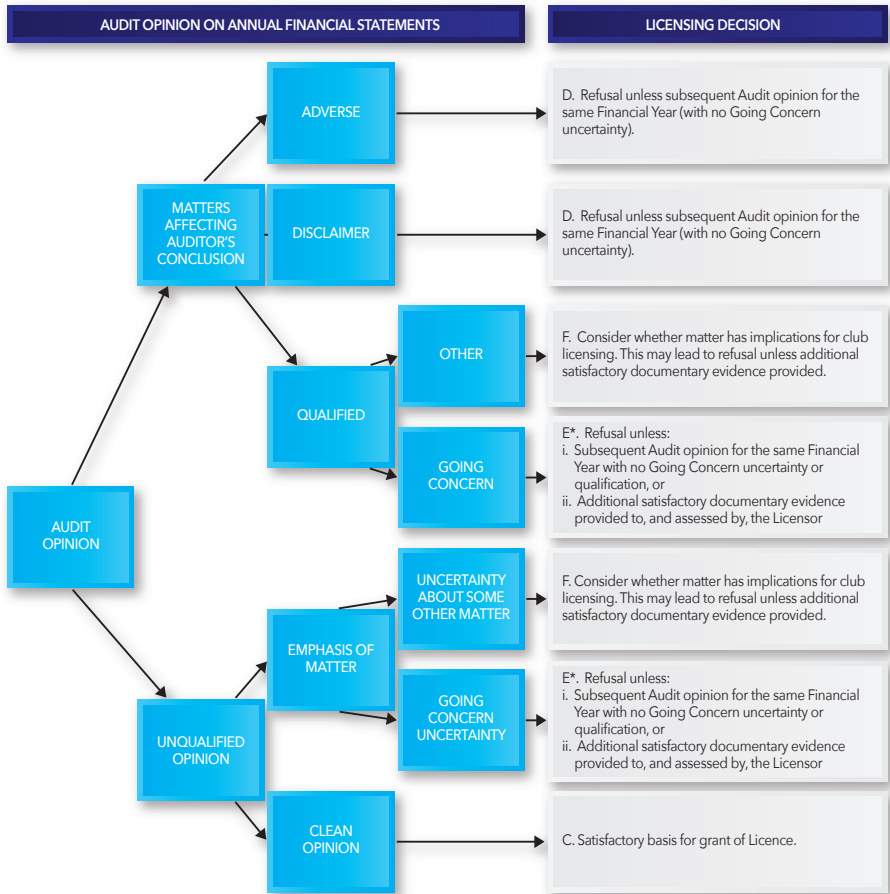 AUDIT OPINION ON ANNUAL FINANCIAL STATEMENTS
LICENSING DECISION
ADVERSE
D. Refusal unless subsequent Audit opinion for the
same Financial Year (with no Going Concern
uncertainty).
MATTERS
AFFECTING
AUDITOR'S
CONCLUSION
DISCLAIMER
D. Refusal unless subsequent Audit opinion for the
same Financial Year (with no Going Concern
uncertainty).
OTHER
F. Consider whether matter has implications for club
licensing. This may lead to refusal unless additional
satisfactory documentary evidence provided.
QUALIFIED
GOING
CONCERN
E*. Refusal unless:
i. Subsequent Audit opinion for the same Financial
Year with no Going Concern uncertainty or
qualification, or
ii. Additional satisfactory documentary evidence
provided to, and assessed by, the Licensor
AUDIT
OPINION
UNCERTAINTY
ABOUT SOME
OTHER MATTER
F. Consider whether matter has implications for club
licensing. This may lead to refusal unless additional
satisfactory documentary evidence provided.
EMPHASIS OF
MATTER
GOING
CONCERN
UNCERTAINTY
E*. Refusal unless:
i. Subsequent Audit opinion for the same Financial
Year with no Going Concern uncertainty or
qualification, or
ii. Additional satisfactory documentary evidence
provided to, and assessed by, the Licensor
UNQUALIFIED
OPINION
CLEAN
OPINION
C. Satisfactory basis for grant of Licence.